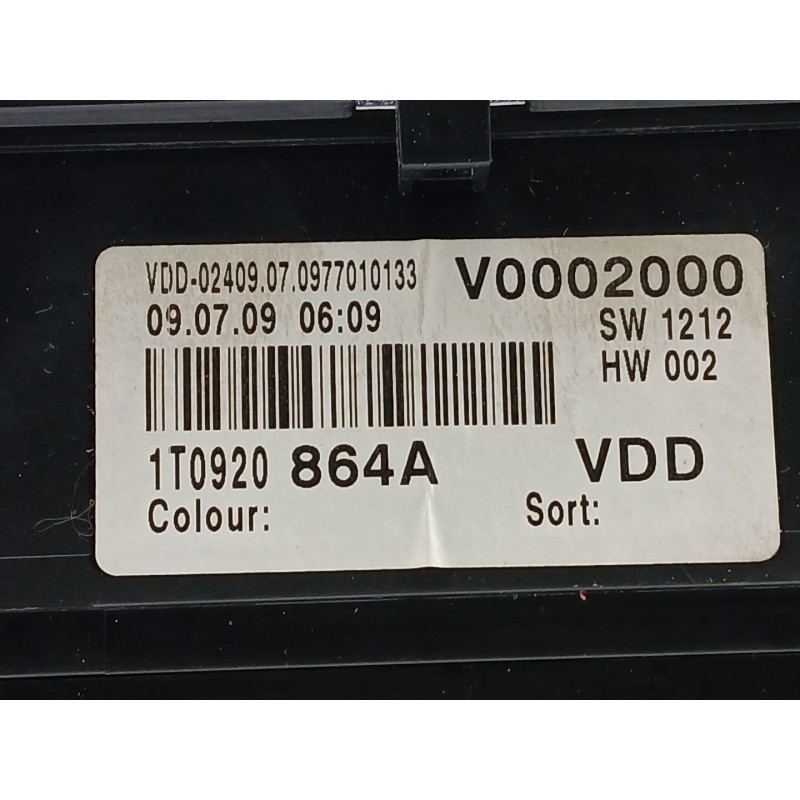 VDD-02409.07.0977010133 V0002000
09.07.09 06:09 SW 1212
HW 002
1T0920 864A VDD
Colour: Sort: